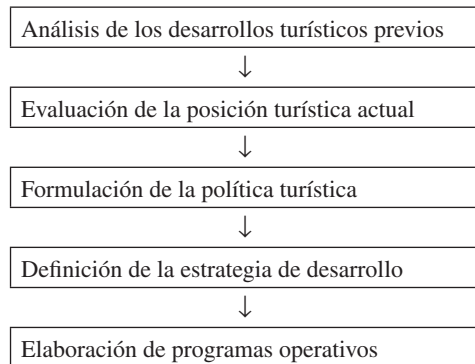 Análisis de los desarrollos turísticos previos
↓
Evaluación de la posición turística actual
↓
Formulación de la política turística
↓
Definición de la estrategia de desarrollo
↓
Elaboración de programas operativos